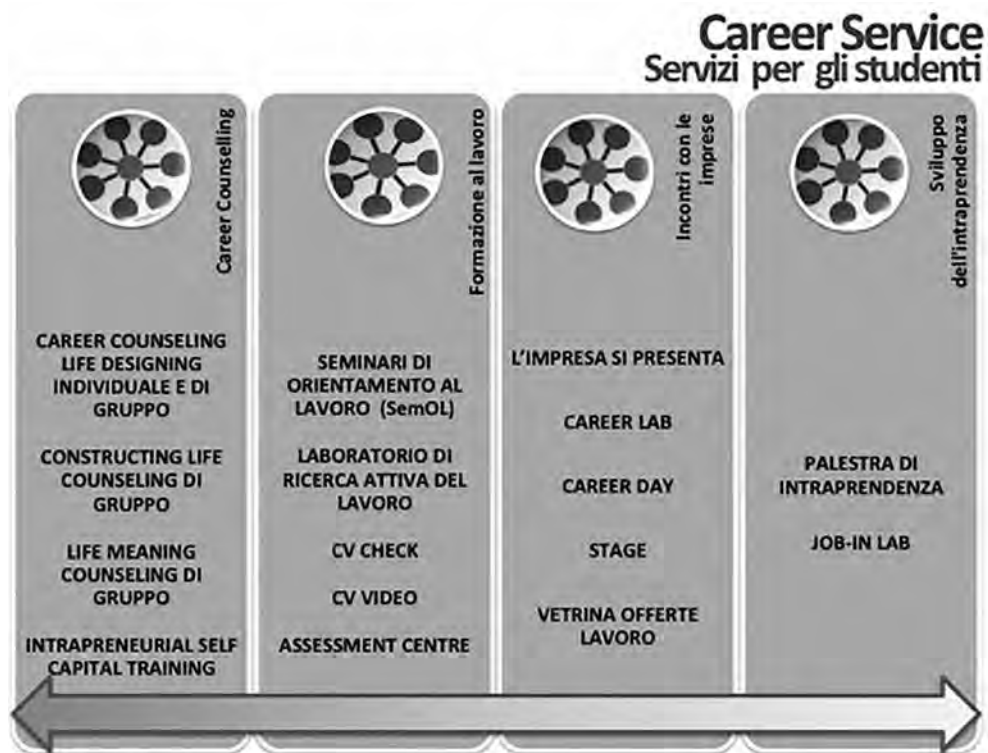 Career Service
Servizi per gli studenti
Career Counselling
CAREER COUNSELING
LIFE DESIGNING
INDIVIDUALE E DI
GRUPPO
CONSTRUCTING LIFE
COUNSELING DI
GRUPPO
LIFE MEANING
COUNSELING DI
GRUPPO
INTRAPRENEURIAL SELF
CAPITAL TRAINING
Formazione al lavoro
SEMINARI DI
ORIENTAMENTO AL
LAVORO (SemOL)
LABORATORIO DI
RICERCA ATTIVA DEL
LAVORO
CV CHECK
CV VIDEO
ASSESSMENT CENTRE
Incontri con le
imprese
L'IMPRESA SI PRESENTA
CAREER LAB
CAREER DAY
STAGE
VETRINA OFFERTE
LAVORO
Sviluppo
dell'intraprendenza
PALESTRA DI
INTRAPRENDENZA
JOB-IN LAB